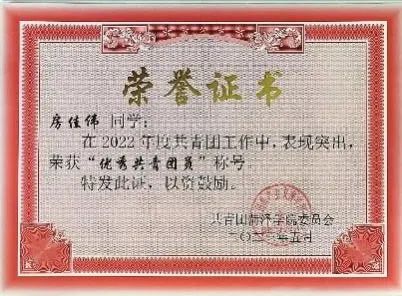 荣誉证书
房佳伟 同学:
在2022年度共青团工作中,表现突出,
荣获“优秀共青团员”称号。
特发此证,以资鼓励。